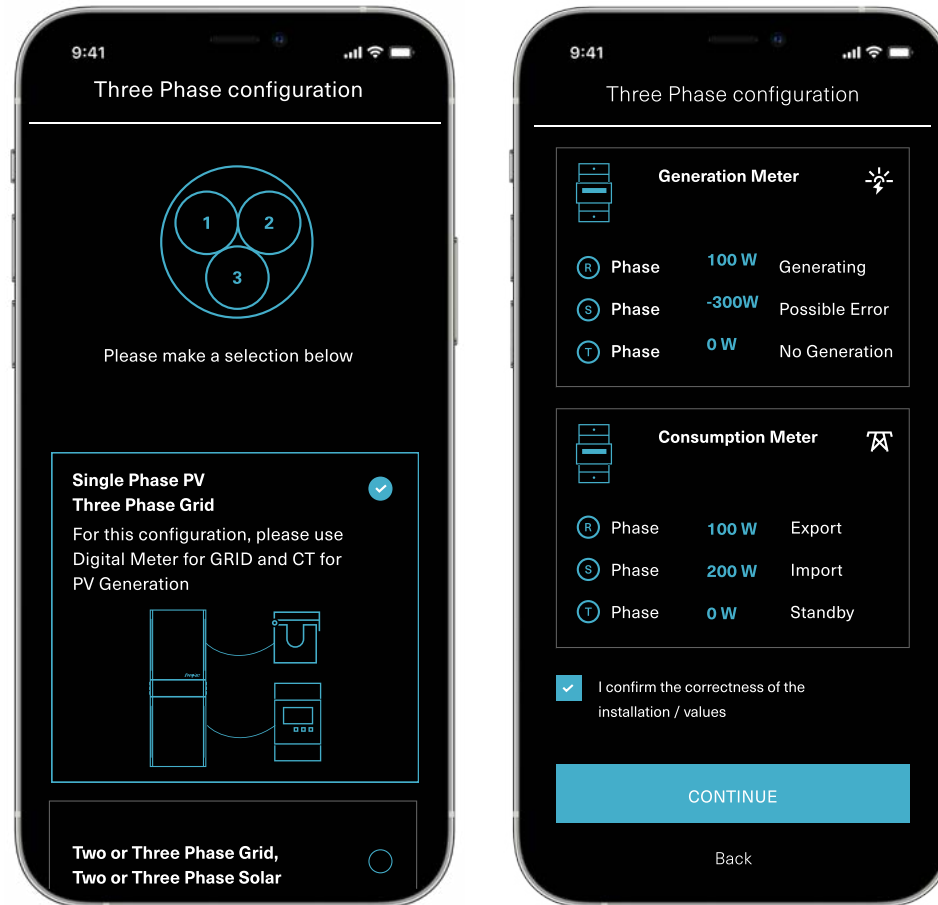 9:41
Three Phase configuration
1
2
3
Please make a selection below
Single Phase PV
Three Phase Grid
For this configuration, please use
Digital Meter for GRID and CT for
PV Generation
Two or Three Phase Grid,
Two or Three Phase Solar
9:41
Three Phase configuration
Generation Meter
R Phase 100 W Generating
S Phase -300W Possible Error
T Phase 0 W No Generation
Consumption Meter
R Phase 100 W Export
S Phase 200 W Import
T Phase 0 W Standby
I confirm the correctness of the
installation / values
CONTINUE
Back